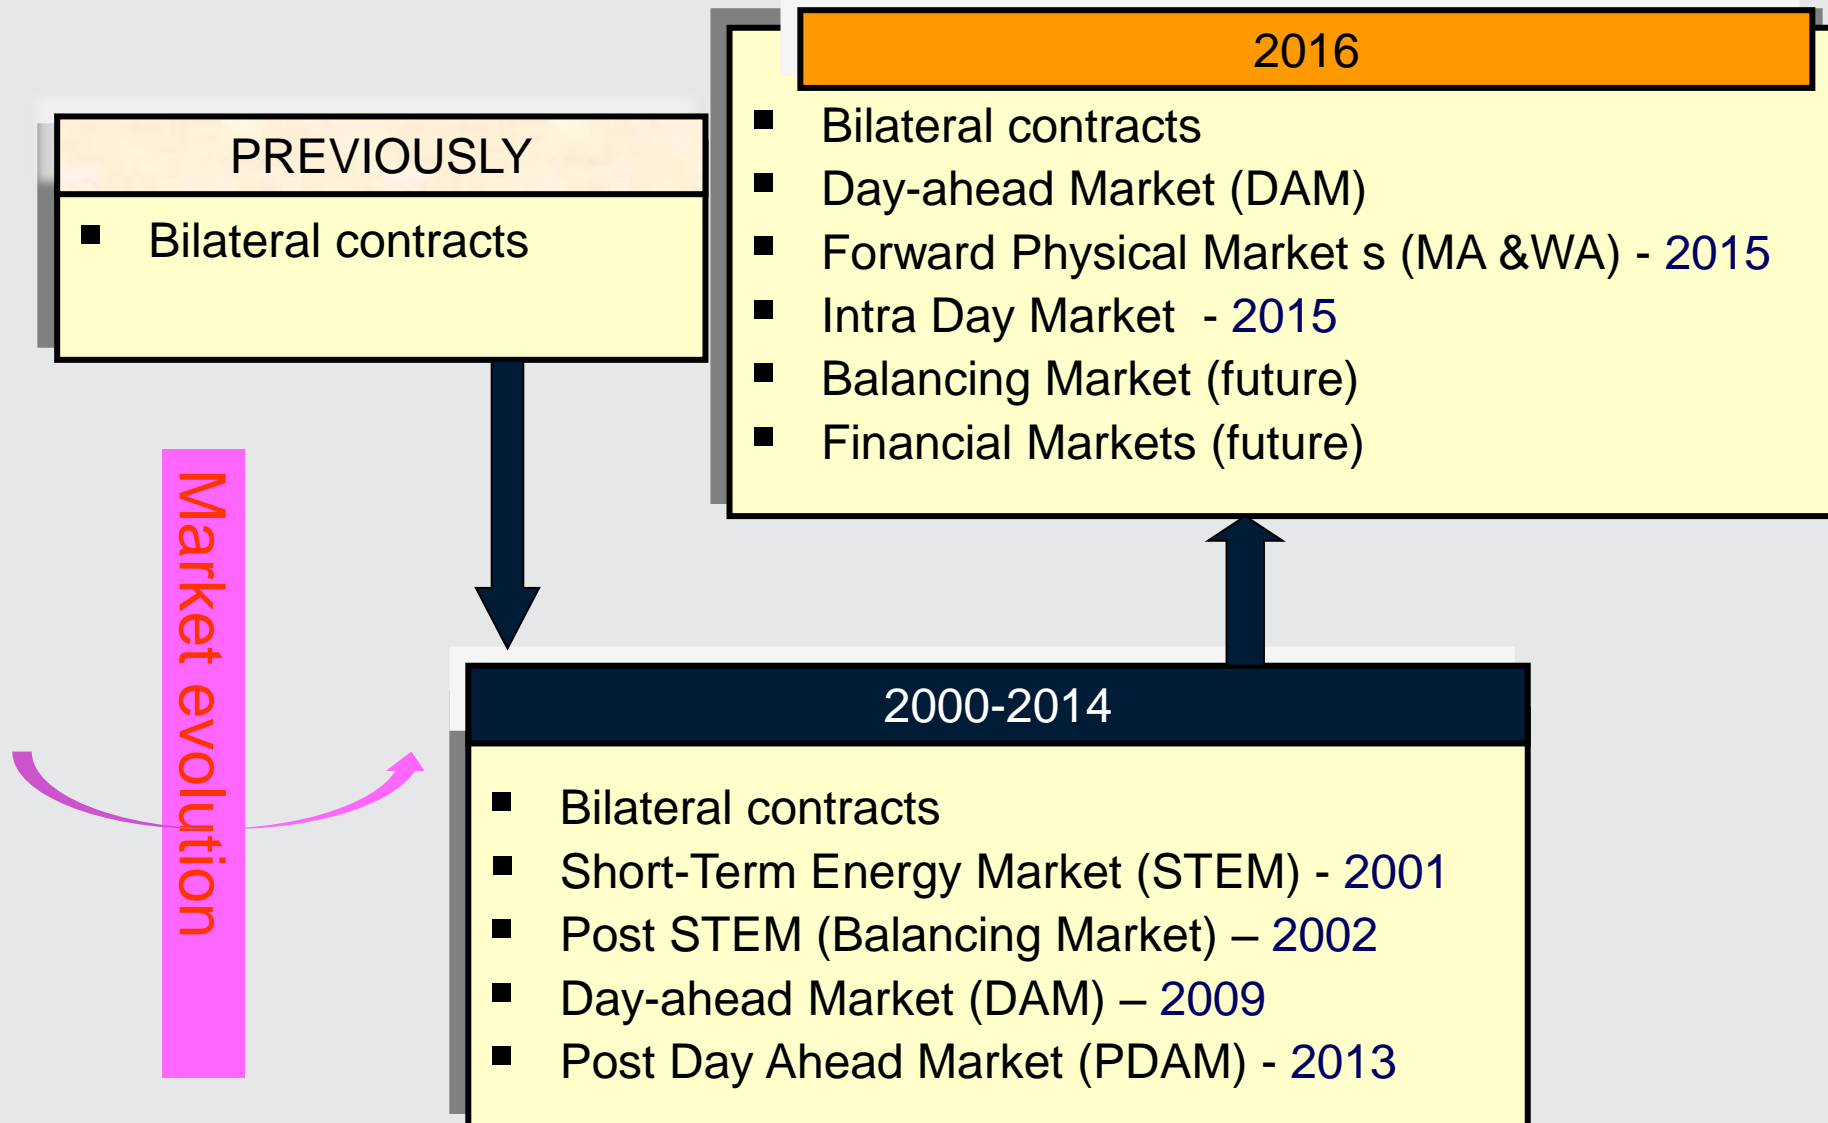 PREVIOUSLY
■ Bilateral contracts
2016
■ Bilateral contracts
■ Day-ahead Market (DAM)
■ Forward Physical Market s (MA &WA) - 2015
■ Intra Day Market - 2015
■ Balancing Market (future)
■ Financial Markets (future)
Market evolution
2000-2014
■ Bilateral contracts
■ Short-Term Energy Market (STEM) - 2001
■ Post STEM (Balancing Market) – 2002
■ Day-ahead Market (DAM) – 2009
■ Post Day Ahead Market (PDAM) - 2013